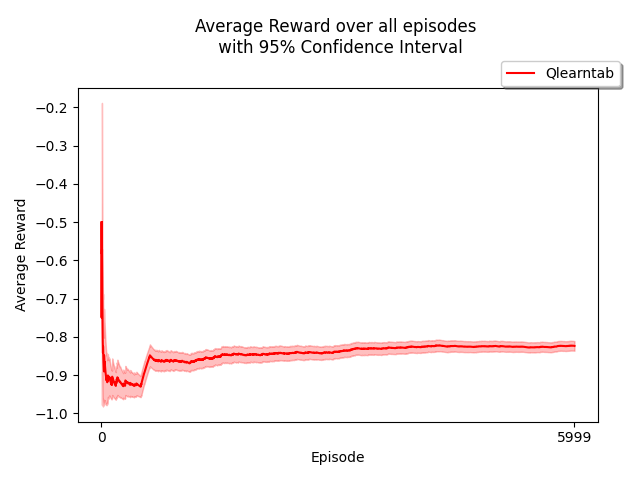 Average Reward over all episodes
with 95% Confidence Interval
Qlearntab
−0.2
−0.3
−0.4
−0.5
−0.6
−0.7
−0.8
−0.9
−1.0
Average Reward
0
5999
Episode